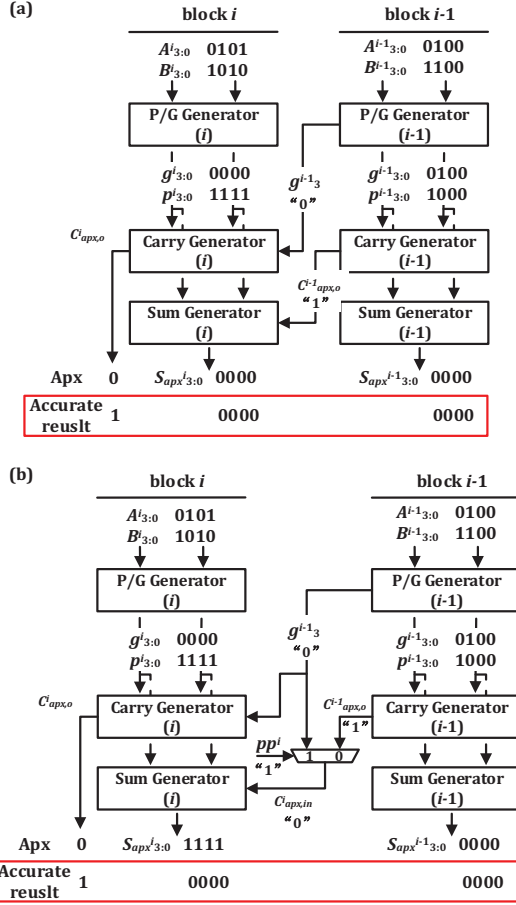 (a)
block i block i-1
Aⁱ3:0 0101 Aⁱ⁻¹3:0 0100
Bⁱ3:0 1010 Bⁱ⁻¹3:0 1100
P/G Generator P/G Generator
(i) (i-1)
gⁱ3:0 0000 gⁱ⁻¹3 gⁱ⁻¹3:0 0100
pⁱ3:0 1111 "0" pⁱ⁻¹3:0 1000
Cⁱapx,o Carry Generator Carry Generator
(i) (i-1)
Cⁱ⁻¹apx,o
"1"
Sum Generator Sum Generator
(i) (i-1)
Apx 0 Sapxⁱ3:0 0000 Sapxⁱ⁻¹3:0 0000
Accurate
reuslt 1 0000 0000
(b)
block i block i-1
Aⁱ3:0 0101 Aⁱ⁻¹3:0 0100
Bⁱ3:0 1010 Bⁱ⁻¹3:0 1100
P/G Generator P/G Generator
(i) (i-1)
gⁱ3:0 0000 gⁱ⁻¹3 gⁱ⁻¹3:0 0100
pⁱ3:0 1111 "0" pⁱ⁻¹3:0 1000
Cⁱapx,o Carry Generator Cⁱ⁻¹apx,o Carry Generator
(i) "1" (i-1)
ppⁱ 1 0
"1"
Sum Generator Sum Generator
(i) Cⁱapx,in (i-1)
"0"
Apx 0 Sapxⁱ3:0 1111 Sapxⁱ⁻¹3:0 0000
Accurate
reuslt 1 0000 0000